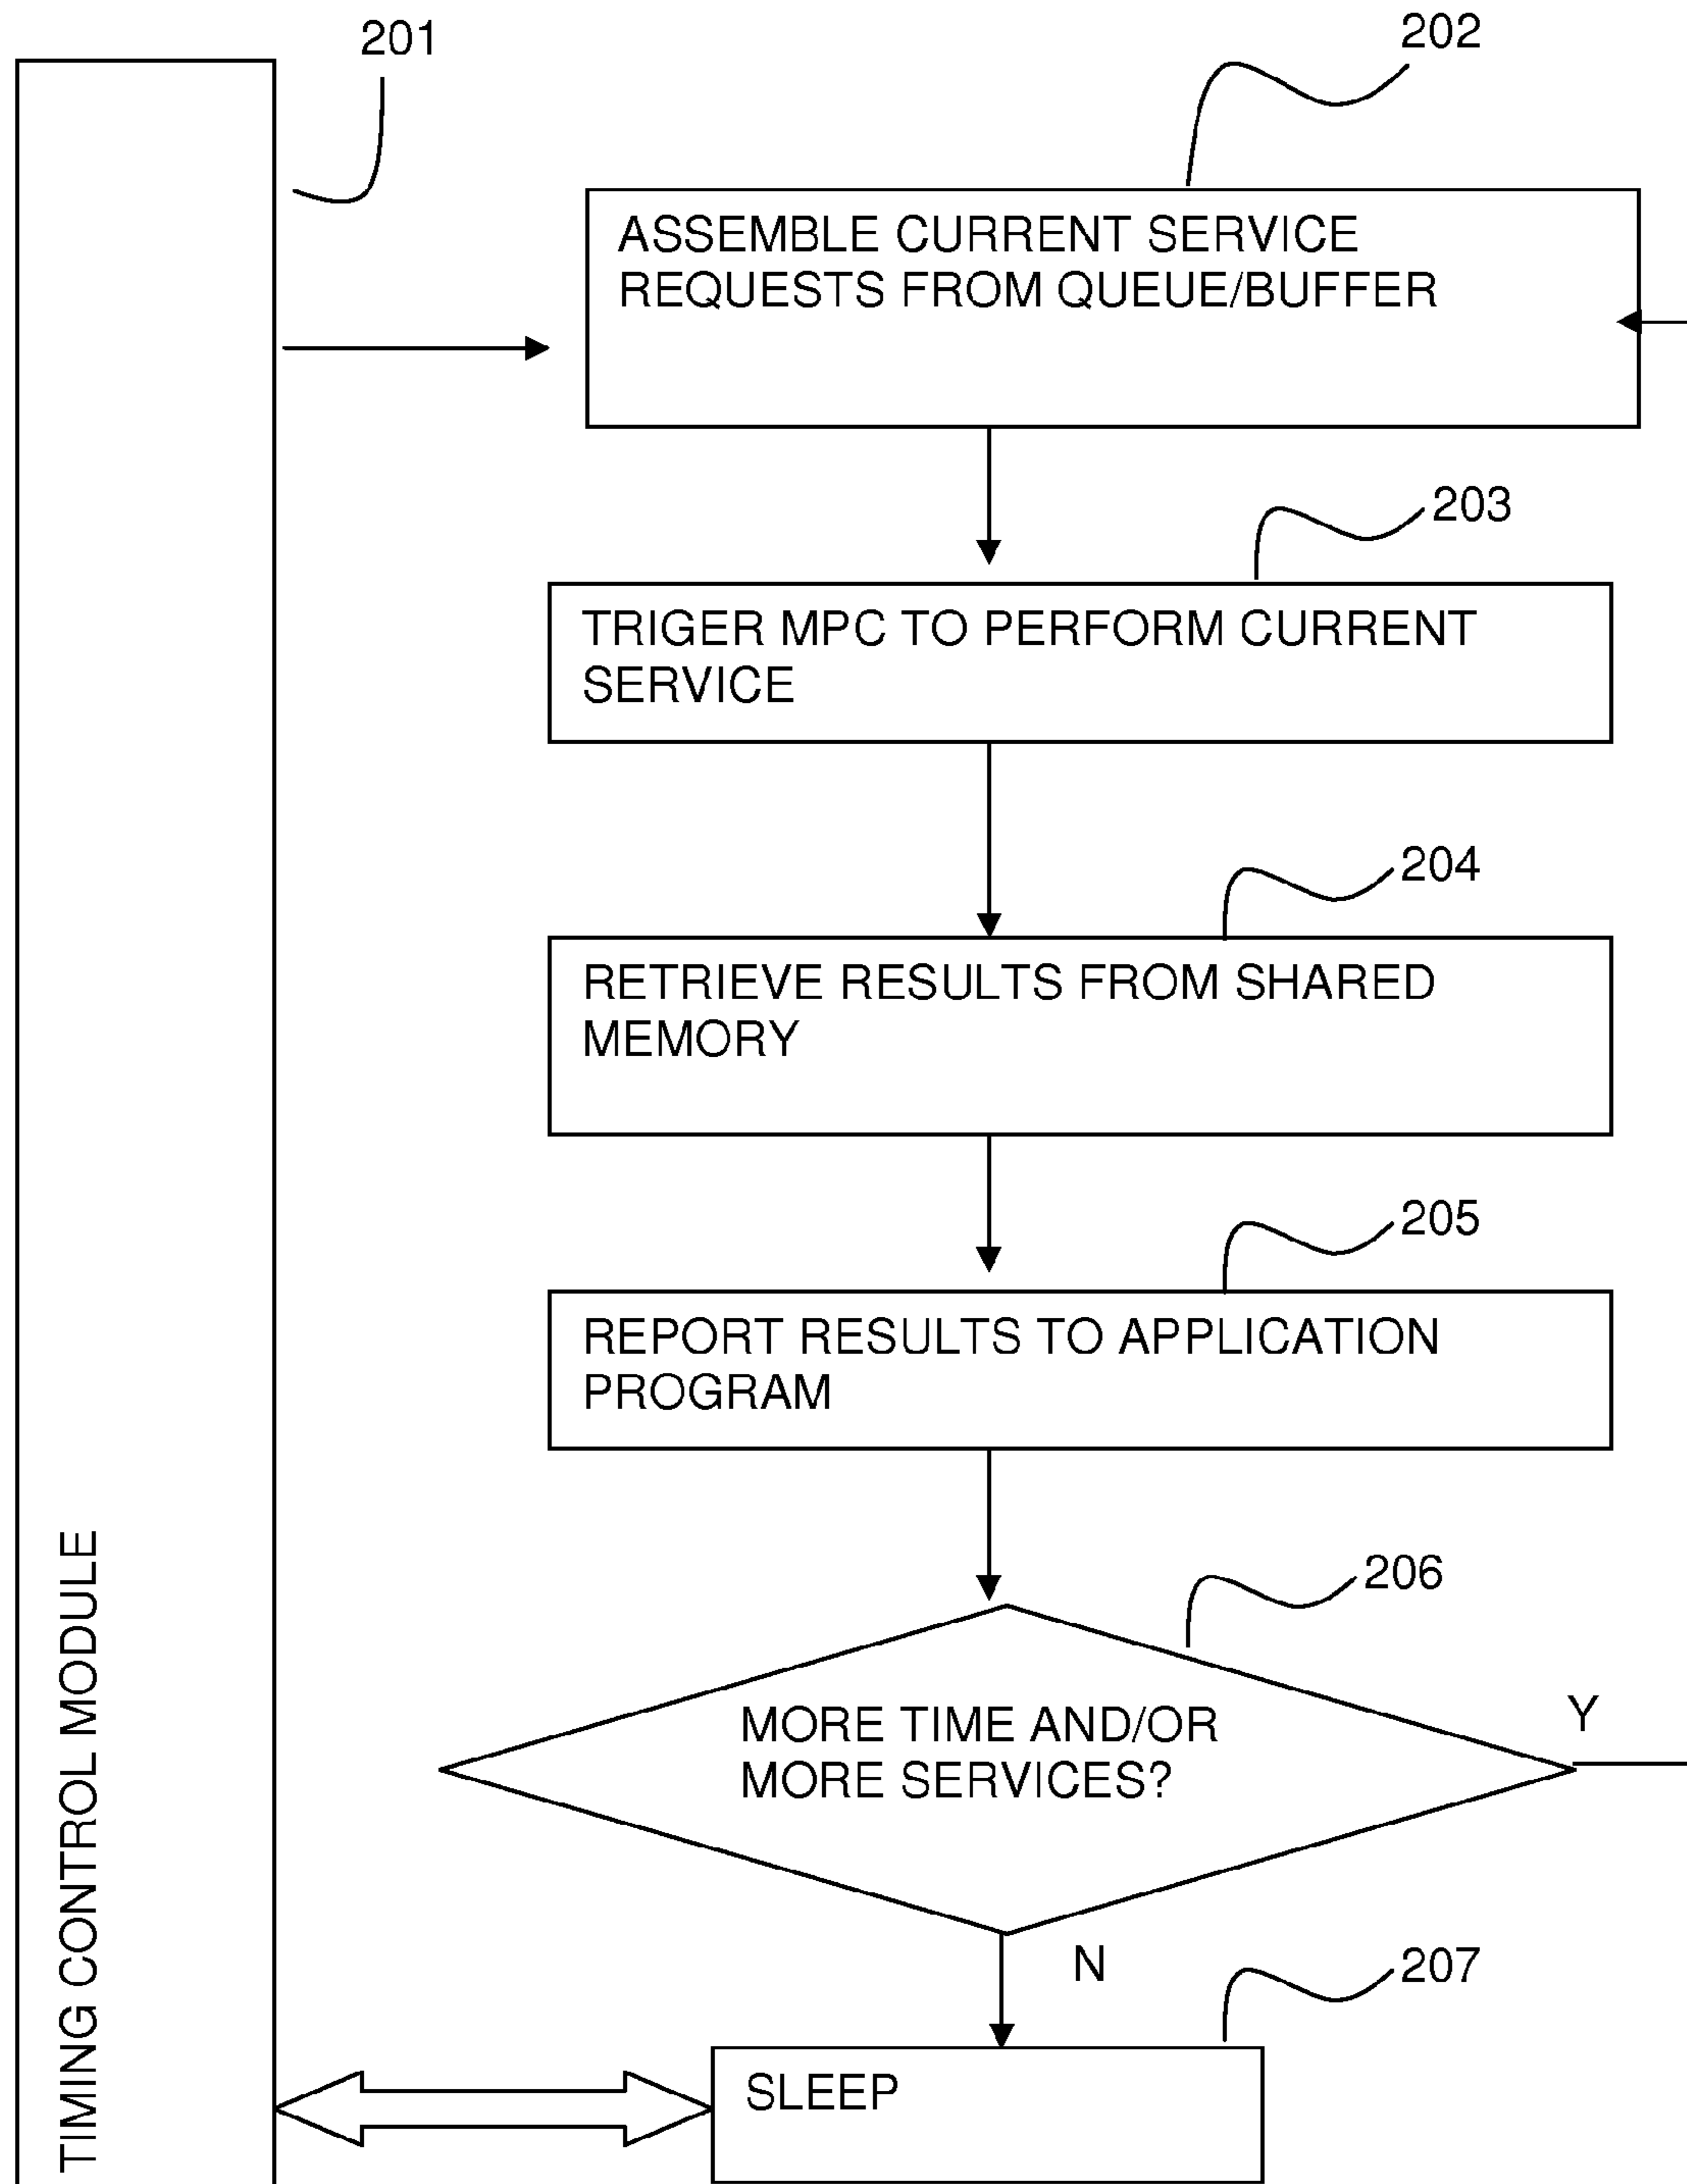 201
202
ASSEMBLE CURRENT SERVICE
REQUESTS FROM QUEUE/BUFFER
203
TRIGER MPC TO PERFORM CURRENT
SERVICE
204
RETRIEVE RESULTS FROM SHARED
MEMORY
205
REPORT RESULTS TO APPLICATION
PROGRAM
206
MORE TIME AND/OR
MORE SERVICES?
Y
N
207
SLEEP
TIMING CONTROL MODULE